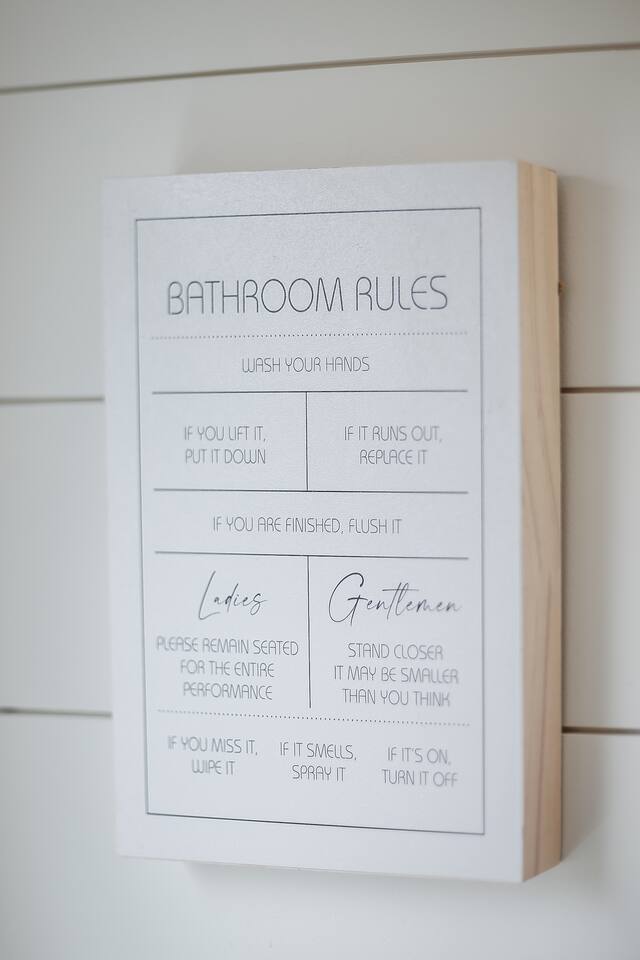 BATHROOM RULES
WASH YOUR HANDS
IF YOU LIFT IT,
PUT IT DOWN
IF IT RUNS OUT,
REPLACE IT
IF YOU ARE FINISHED, FLUSH IT
Ladies
PLEASE REMAIN SEATED
FOR THE ENTIRE
PERFORMANCE
Gentlemen
STAND CLOSER
IT MAY BE SMALLER
THAN YOU THINK
IF YOU MISS IT,
WIPE IT
IF IT SMELLS,
SPRAY IT
IF IT'S ON,
TURN IT OFF